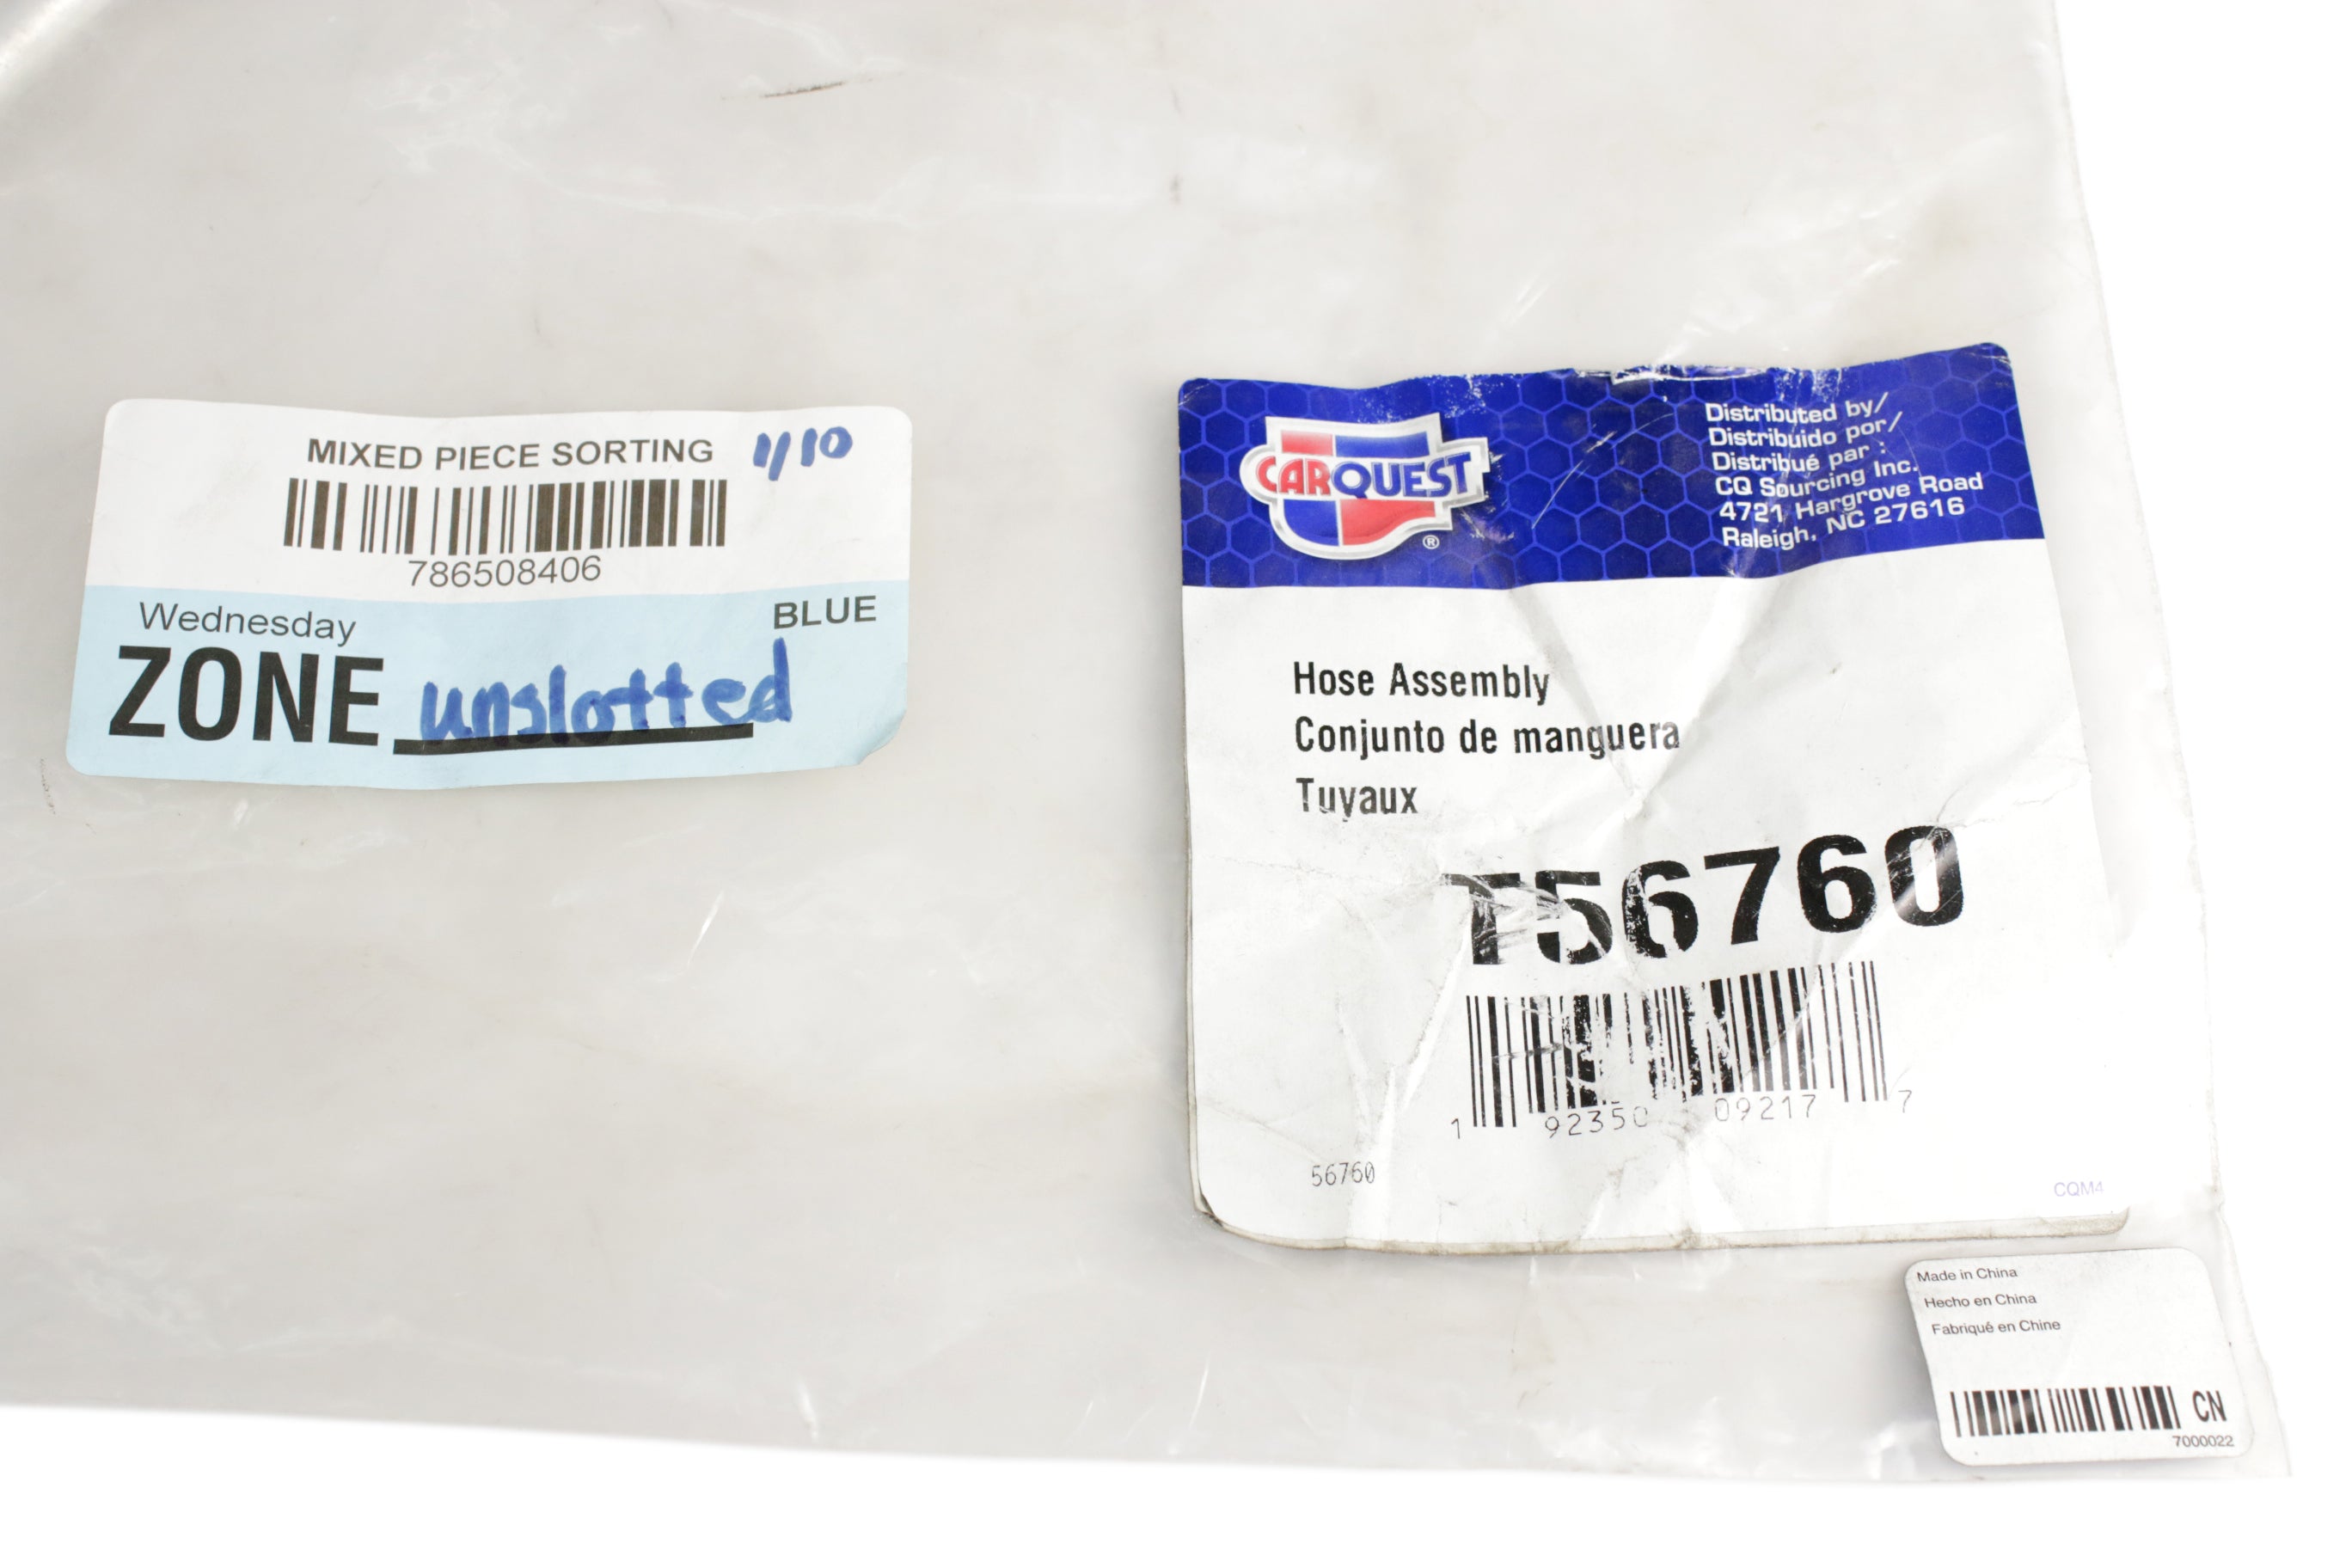 MIXED PIECE SORTING 1/10
786508406
Wednesday BLUE
ZONE unslotted
CARQUEST ®
Distributed by/
Distribuido por/
Distribué par :
CQ Sourcing Inc.
4721 Hargrove Road
Raleigh, NC 27616
Hose Assembly
Conjunto de manguera
Tuyaux
T56760
1 92350 09217 7
56760
CQM4
Made in China
Hecho en China
Fabriqué en Chine
CN
7000022